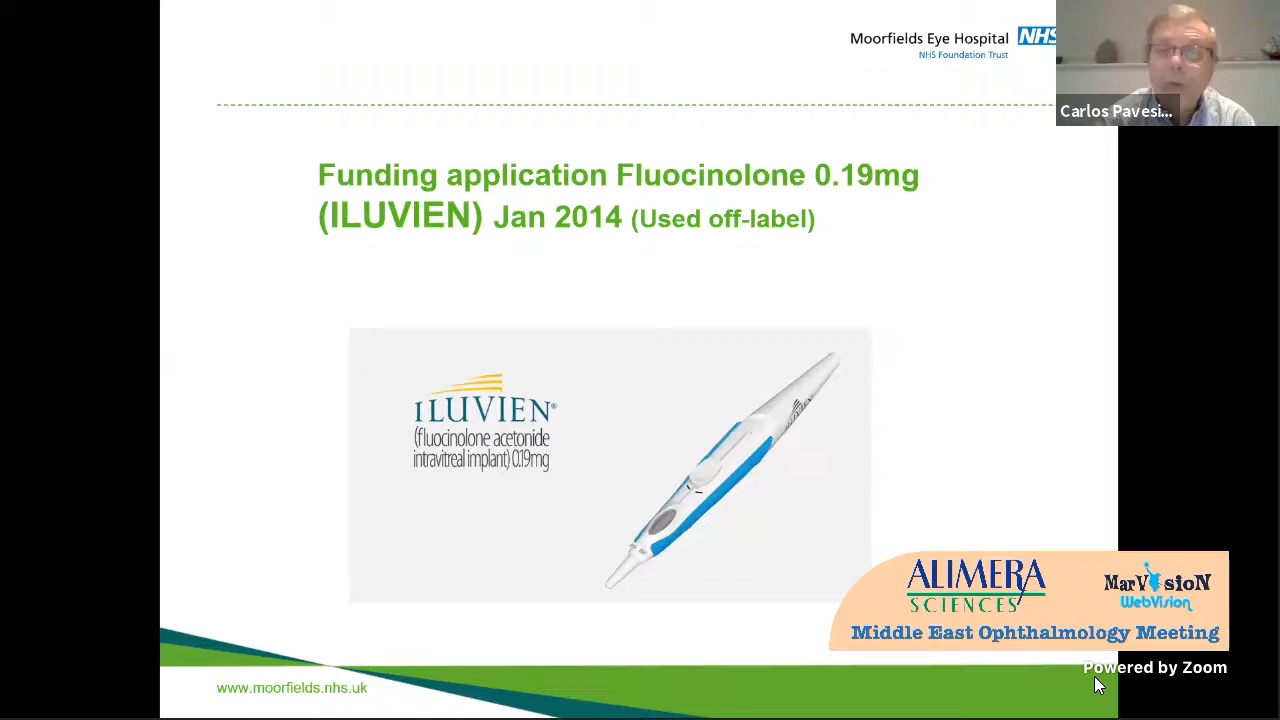 Moorfields Eye Hospital NHS
NHS Foundation Trust
Carlos Pavesi...
Funding application Fluocinolone 0.19mg
(ILUVIEN) Jan 2014 (Used off-label)
ILUVIEN®
(fluocinolone acetonide
intravitreal implant) 0.19mg
ALIMERA
SCIENCES
MarVisioN
WebVision
Middle East Ophthalmology Meeting
Powered by Zoom
www.moorfields.nhs.uk